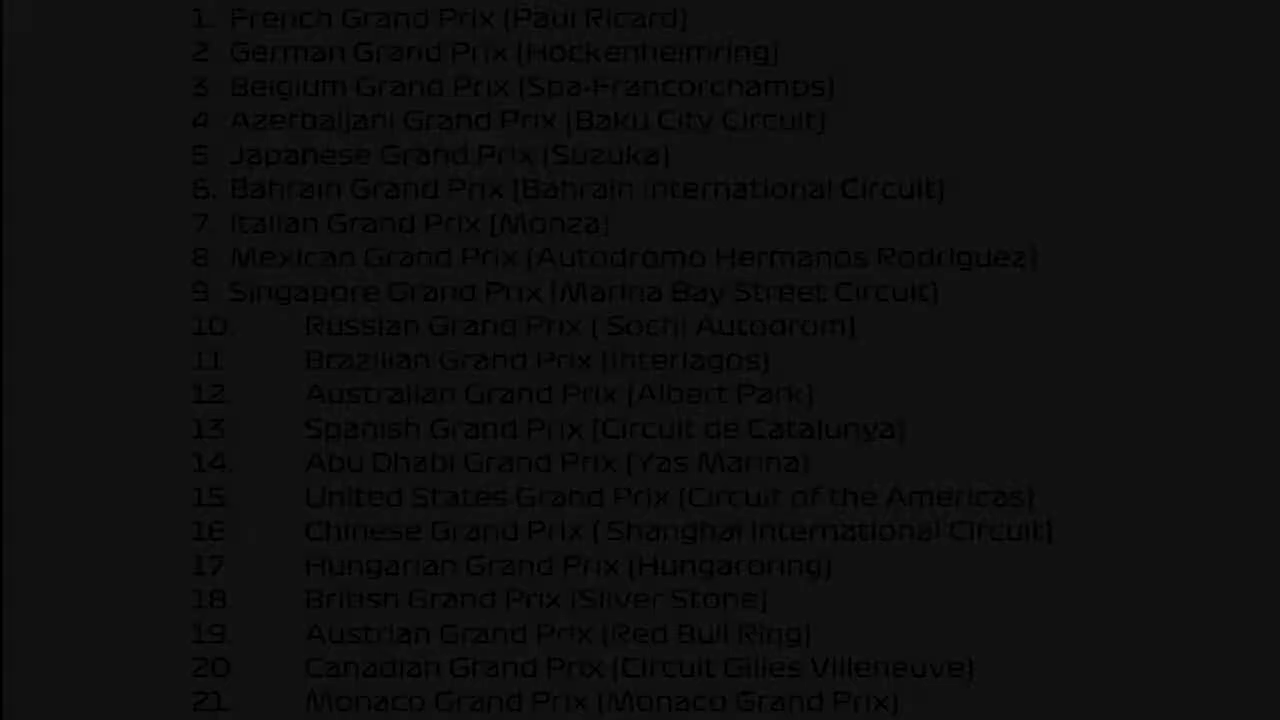 1. French Grand Prix (Paul Ricard)
2. German Grand Prix (Hockenheimring)
3. Belgium Grand Prix (Spa-Francorchamps)
4. Azerbaijani Grand Prix (Baku City Circuit)
5. Japanese Grand Prix (Suzuka)
6. Bahrain Grand Prix (Bahrain International Circuit)
7. Italian Grand Prix (Monza)
8. Mexican Grand Prix (Autodromo Hermanos Rodriguez)
9. Singapore Grand Prix (Marina Bay Street Circuit)
10. Russian Grand Prix ( Sochi Autodrom)
11. Brazilian Grand Prix (Interlagos)
12. Australian Grand Prix (Albert Park)
13. Spanish Grand Prix (Circuit de Catalunya)
14. Abu Dhabi Grand Prix (Yas Marina)
15. United States Grand Prix (Circuit of the Americas)
16. Chinese Grand Prix ( Shanghai International Circuit)
17. Hungarian Grand Prix (Hungaroring)
18. British Grand Prix (Silver Stone)
19. Austrian Grand Prix (Red Bull Ring)
20. Canadian Grand Prix (Circuit Gilles Villeneuve)
21. Monaco Grand Prix (Monaco Grand Prix)